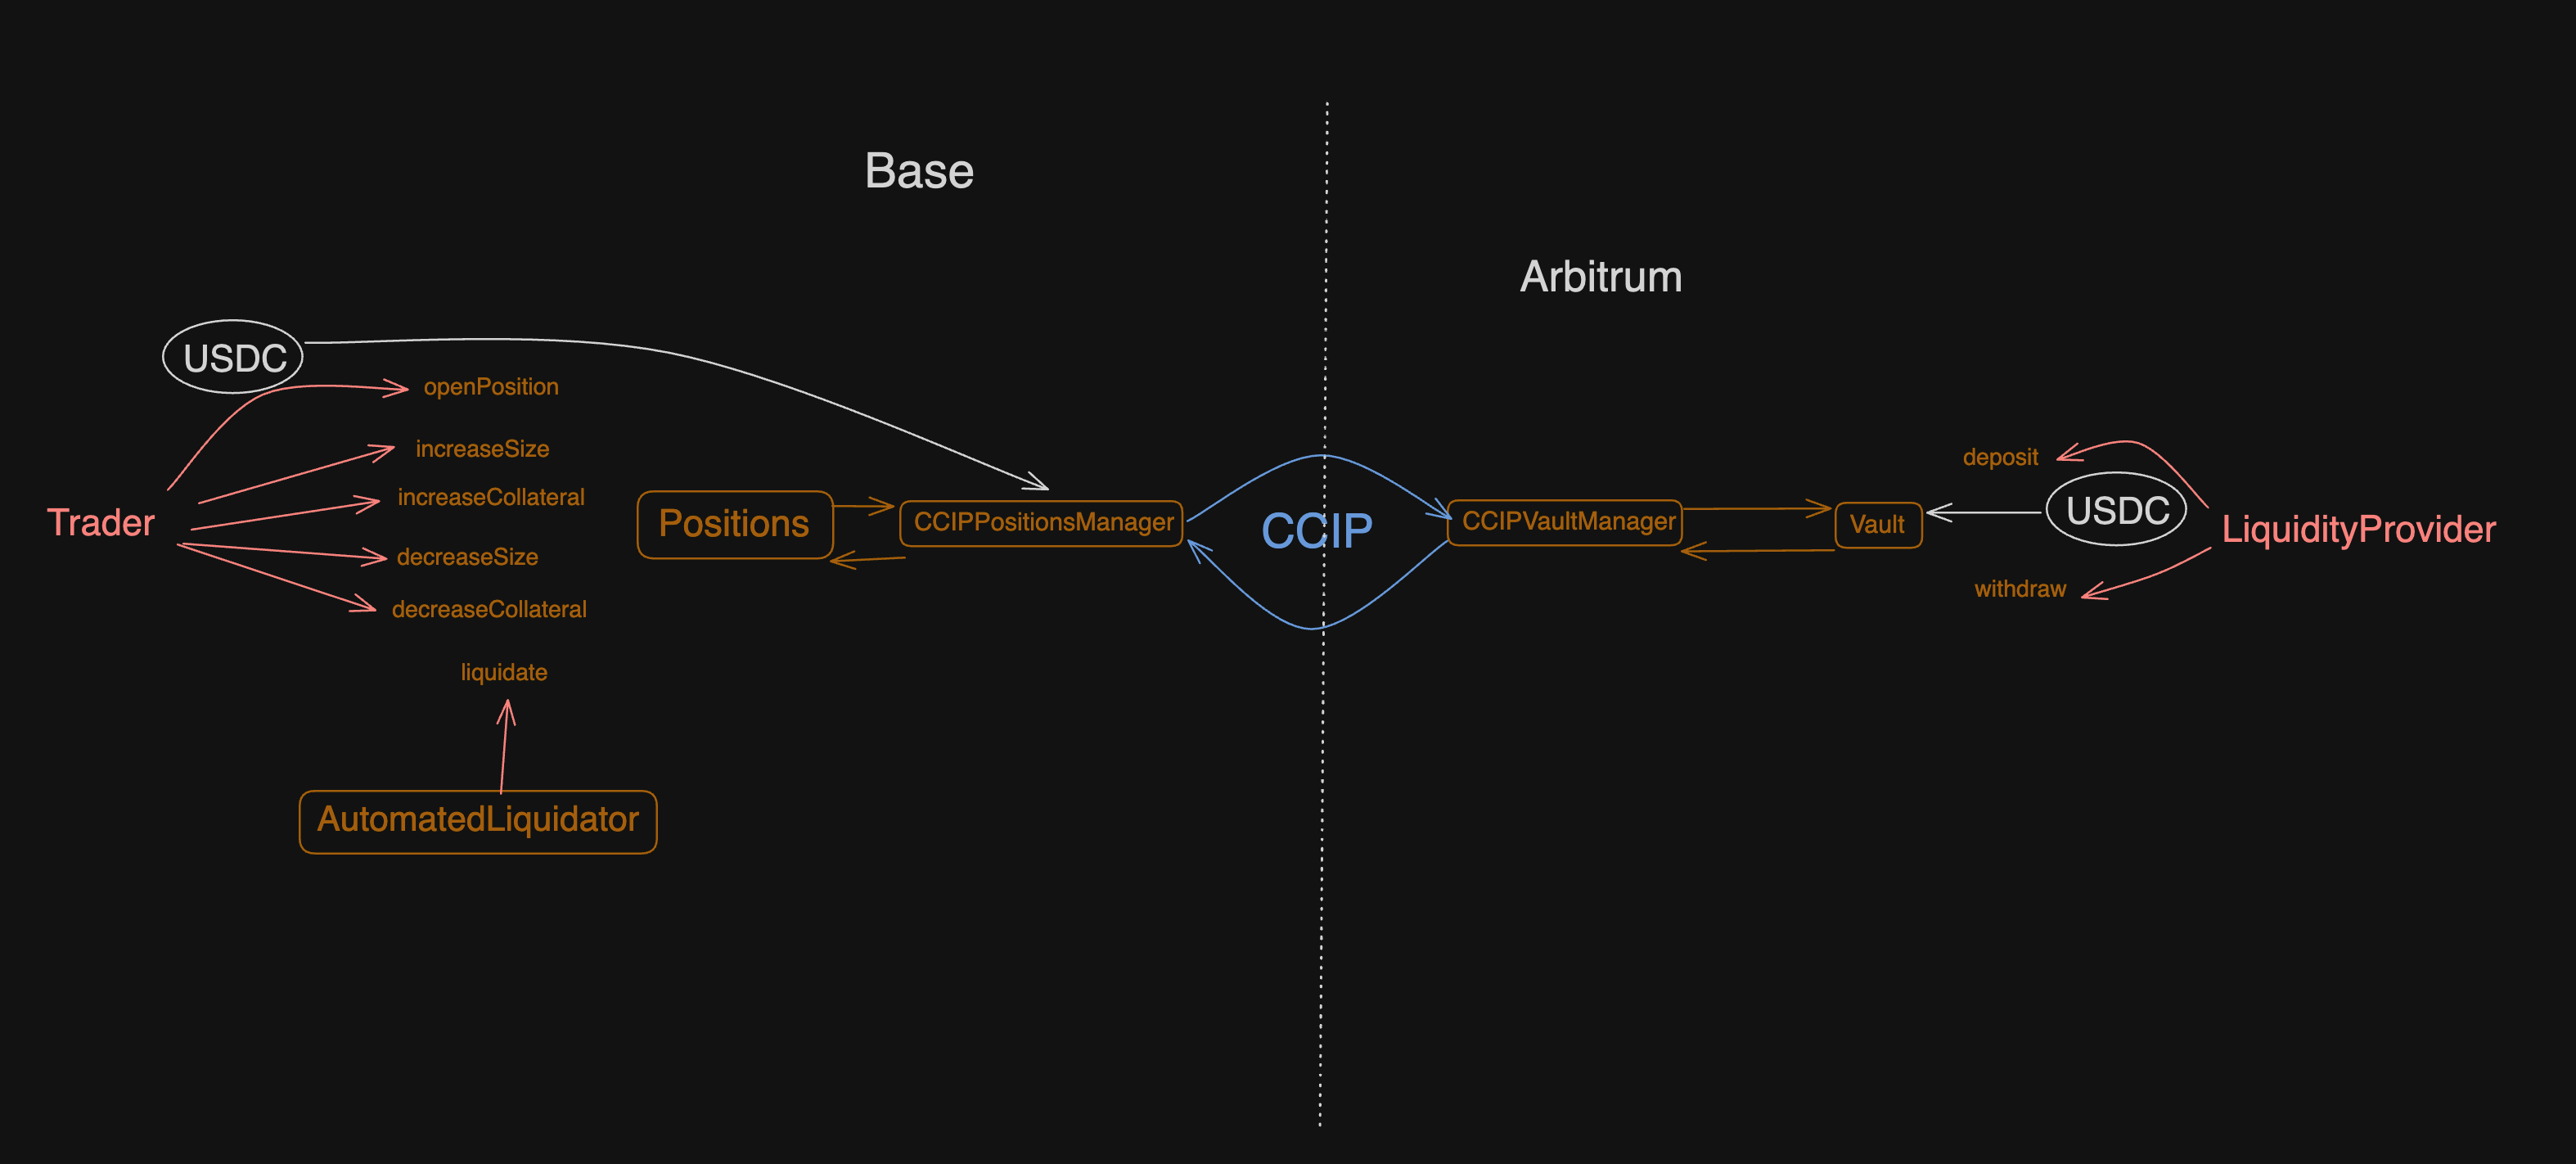 Base
Arbitrum
USDC
openPosition
increaseSize
increaseCollateral
Trader
decreaseSize
decreaseCollateral
liquidate
AutomatedLiquidator
Positions
CCIPPositionsManager
CCIP
CCIPVaultManager
Vault
deposit
USDC
LiquidityProvider
withdraw